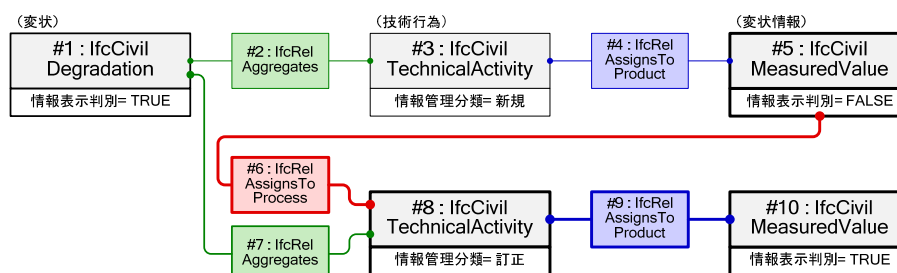 （変状）
（技術行為）
（変状情報）
#1 : IfcCivil
Degradation
情報表示判別= TRUE
#2 : IfcRel
Aggregates
#3 : IfcCivil
TechnicalActivity
情報管理分類= 新規
#4 : IfcRel
AssignsTo
Product
#5 : IfcCivil
MeasuredValue
情報表示判別= FALSE
#6 : IfcRel
AssignsTo
Process
#7 : IfcRel
Aggregates
#8 : IfcCivil
TechnicalActivity
情報管理分類= 訂正
#9 : IfcRel
AssignsTo
Product
#10 : IfcCivil
MeasuredValue
情報表示判別= TRUE